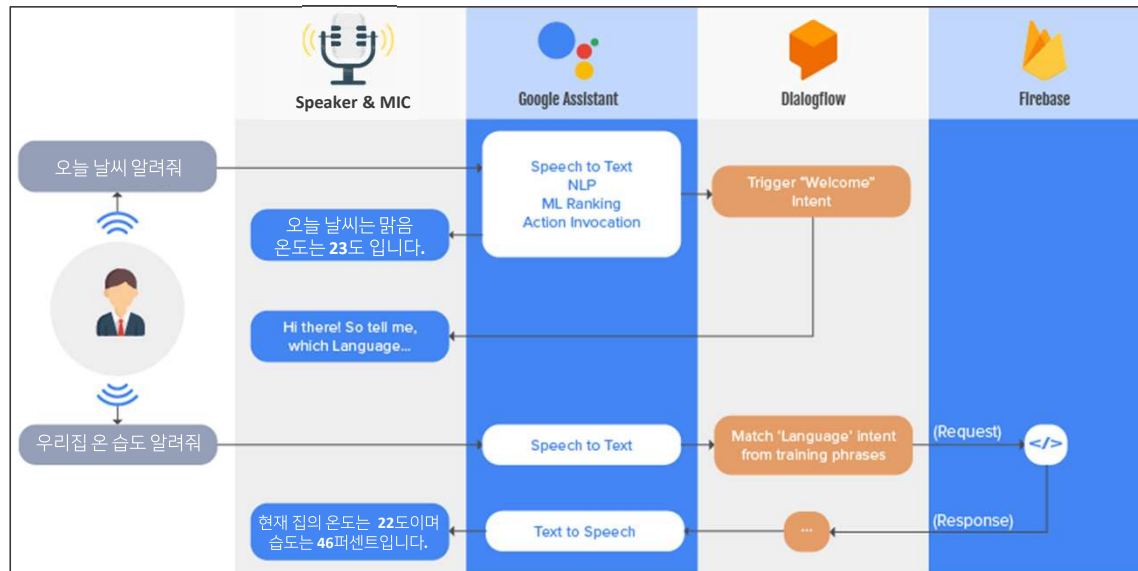 Speaker & MIC
Google Assistant
Dialogflow
Firebase
오늘 날씨 알려줘
Speech to Text
NLP
ML Ranking
Action Invocation
Trigger "Welcome"
Intent
오늘 날씨는 맑음
온도는 23도 입니다.
Hi there! So tell me,
which Language...
우리집 온 습도 알려줘
Speech to Text
Match 'Language' intent
from training phrases
(Request)
</>
현재 집의 온도는 22도이며
습도는 46퍼센트입니다.
Text to Speech
...
(Response)